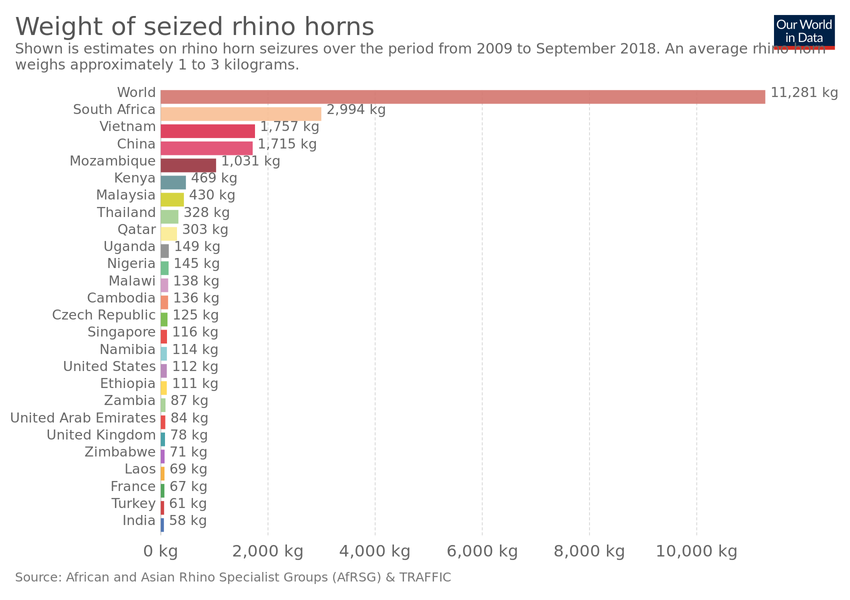 Weight of seized rhino horns
Our World
in Data
Shown is estimates on rhino horn seizures over the period from 2009 to September 2018. An average rhino horn
weighs approximately 1 to 3 kilograms.
World 11,281 kg
South Africa 2,994 kg
Vietnam 1,757 kg
China 1,715 kg
Mozambique 1,031 kg
Kenya 469 kg
Malaysia 430 kg
Thailand 328 kg
Qatar 303 kg
Uganda 149 kg
Nigeria 145 kg
Malawi 138 kg
Cambodia 136 kg
Czech Republic 125 kg
Singapore 116 kg
Namibia 114 kg
United States 112 kg
Ethiopia 111 kg
Zambia 87 kg
United Arab Emirates 84 kg
United Kingdom 78 kg
Zimbabwe 71 kg
Laos 69 kg
France 67 kg
Turkey 61 kg
India 58 kg
0 kg 2,000 kg 4,000 kg 6,000 kg 8,000 kg 10,000 kg
Source: African and Asian Rhino Specialist Groups (AfRSG) & TRAFFIC